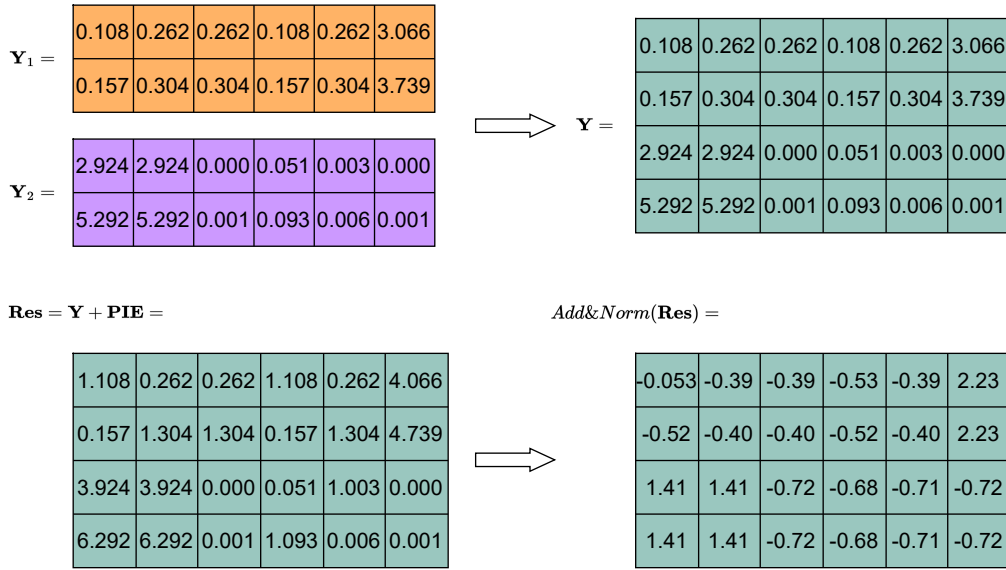 Y1 =
0.108 0.262 0.262 0.108 0.262 3.066
0.157 0.304 0.304 0.157 0.304 3.739
Y2 =
2.924 2.924 0.000 0.051 0.003 0.000
5.292 5.292 0.001 0.093 0.006 0.001
Y =
0.108 0.262 0.262 0.108 0.262 3.066
0.157 0.304 0.304 0.157 0.304 3.739
2.924 2.924 0.000 0.051 0.003 0.000
5.292 5.292 0.001 0.093 0.006 0.001
Res = Y + PIE =
1.108 0.262 0.262 1.108 0.262 4.066
0.157 1.304 1.304 0.157 1.304 4.739
3.924 3.924 0.000 0.051 1.003 0.000
6.292 6.292 0.001 1.093 0.006 0.001
Add&Norm(Res) =
-0.053 -0.39 -0.39 -0.53 -0.39 2.23
-0.52 -0.40 -0.40 -0.52 -0.40 2.23
1.41 1.41 -0.72 -0.68 -0.71 -0.72
1.41 1.41 -0.72 -0.68 -0.71 -0.72